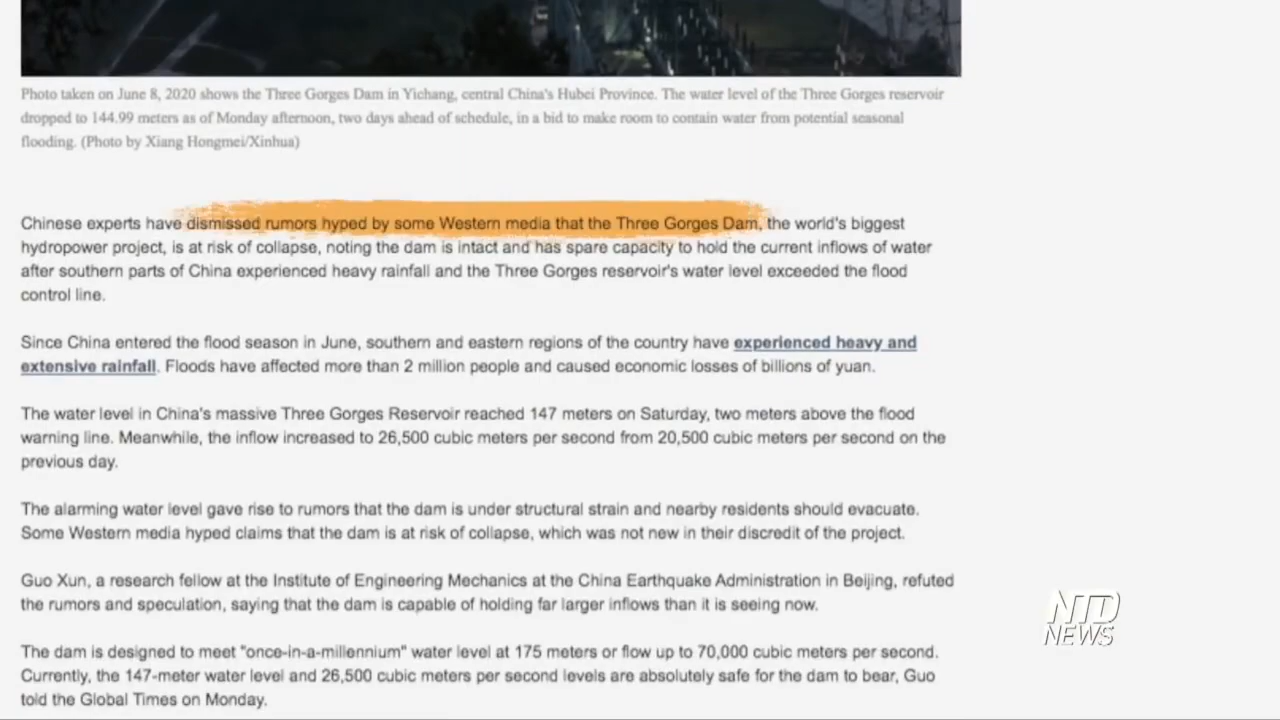 Photo taken on June 8, 2020 shows the Three Gorges Dam in Yichang, central China's Hubei Province. The water level of the Three Gorges reservoir
dropped to 144.99 meters as of Monday afternoon, two days ahead of schedule, in a bid to make room to contain water from potential seasonal
flooding. (Photo by Xiang Hongmei/Xinhua)
Chinese experts have dismissed rumors hyped by some Western media that the Three Gorges Dam, the world's biggest
hydropower project, is at risk of collapse, noting the dam is intact and has spare capacity to hold the current inflows of water
after southern parts of China experienced heavy rainfall and the Three Gorges reservoir's water level exceeded the flood
control line.
Since China entered the flood season in June, southern and eastern regions of the country have experienced heavy and
extensive rainfall. Floods have affected more than 2 million people and caused economic losses of billions of yuan.
The water level in China's massive Three Gorges Reservoir reached 147 meters on Saturday, two meters above the flood
warning line. Meanwhile, the inflow increased to 26,500 cubic meters per second from 20,500 cubic meters per second on the
previous day.
The alarming water level gave rise to rumors that the dam is under structural strain and nearby residents should evacuate.
Some Western media hyped claims that the dam is at risk of collapse, which was not new in their discredit of the project.
Guo Xun, a research fellow at the Institute of Engineering Mechanics at the China Earthquake Administration in Beijing, refuted
the rumors and speculation, saying that the dam is capable of holding far larger inflows than it is seeing now.
NTD
NEWS
The dam is designed to meet "once-in-a-millennium" water level at 175 meters or flow up to 70,000 cubic meters per second.
Currently, the 147-meter water level and 26,500 cubic meters per second levels are absolutely safe for the dam to bear, Guo
told the Global Times on Monday.